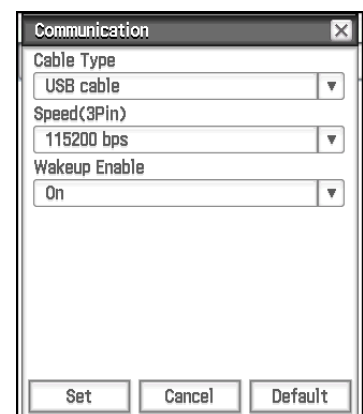 Communication
Cable Type
USB cable
Speed(3Pin)
115200 bps
Wakeup Enable
On
Set Cancel Default